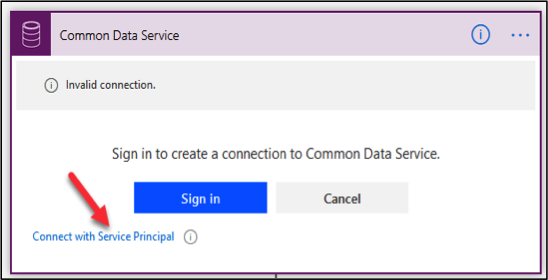 Common Data Service
Invalid connection.
Sign in to create a connection to Common Data Service.
Sign in
Cancel
Connect with Service Principal